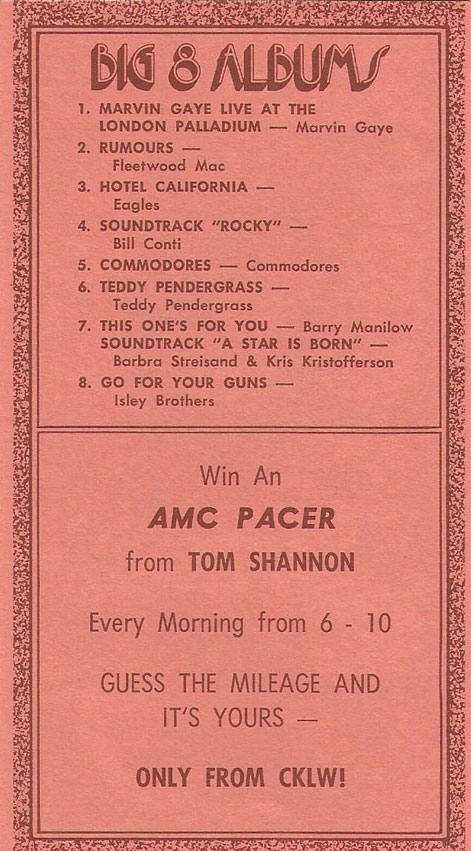 BIG 8 ALBUMS
1. MARVIN GAYE LIVE AT THE
LONDON PALLADIUM — Marvin Gaye
2. RUMOURS —
Fleetwood Mac
3. HOTEL CALIFORNIA —
Eagles
4. SOUNDTRACK "ROCKY" —
Bill Conti
5. COMMODORES — Commodores
6. TEDDY PENDERGRASS —
Teddy Pendergrass
7. THIS ONE'S FOR YOU — Barry Manilow
SOUNDTRACK "A STAR IS BORN" —
Barbra Streisand & Kris Kristofferson
8. GO FOR YOUR GUNS —
Isley Brothers
Win An
AMC PACER
from TOM SHANNON
Every Morning from 6 - 10
GUESS THE MILEAGE AND
IT'S YOURS —
ONLY FROM CKLW!